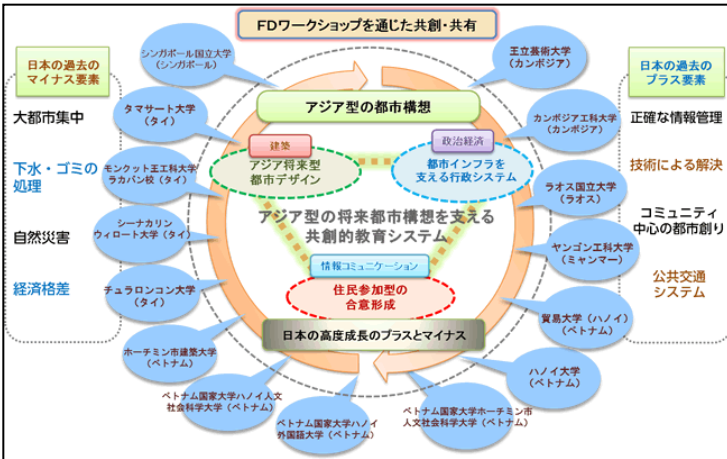 FDワークショップを通じた共創・共有
日本の過去の
マイナス要素
大都市集中
下水・ゴミの
処理
自然災害
経済格差
シンガポール国立大学
(シンガポール)
タマサート大学
(タイ)
モンクット王工科大学
ラカバン校(タイ)
シーナカリン
ウィロート大学(タイ)
チュラロンコン大学
(タイ)
ホーチミン市建築大学
(ベトナム)
ベトナム国家大学ハノイ人文
社会科学大学(ベトナム)
ベトナム国家大学ハノイ
外国語大学(ベトナム)
アジア型の都市構想
建築
アジア将来型
都市デザイン
政治経済
都市インフラを
支える行政システム
アジア型の将来都市構想を支える
共創的教育システム
情報コミュニケーション
住民参加型の
合意形成
日本の高度成長のプラスとマイナス
王立芸術大学
(カンボジア)
カンボジア工科大学
(カンボジア)
ラオス国立大学
(ラオス)
ヤンゴン工科大学
(ミャンマー)
貿易大学(ハノイ)
(ベトナム)
ハノイ大学
(ベトナム)
ベトナム国家大学ホーチミン市
人文社会科学大学(ベトナム)
日本の過去の
プラス要素
正確な情報管理
技術による解決
コミュニティ
中心の都市創り
公共交通
システム